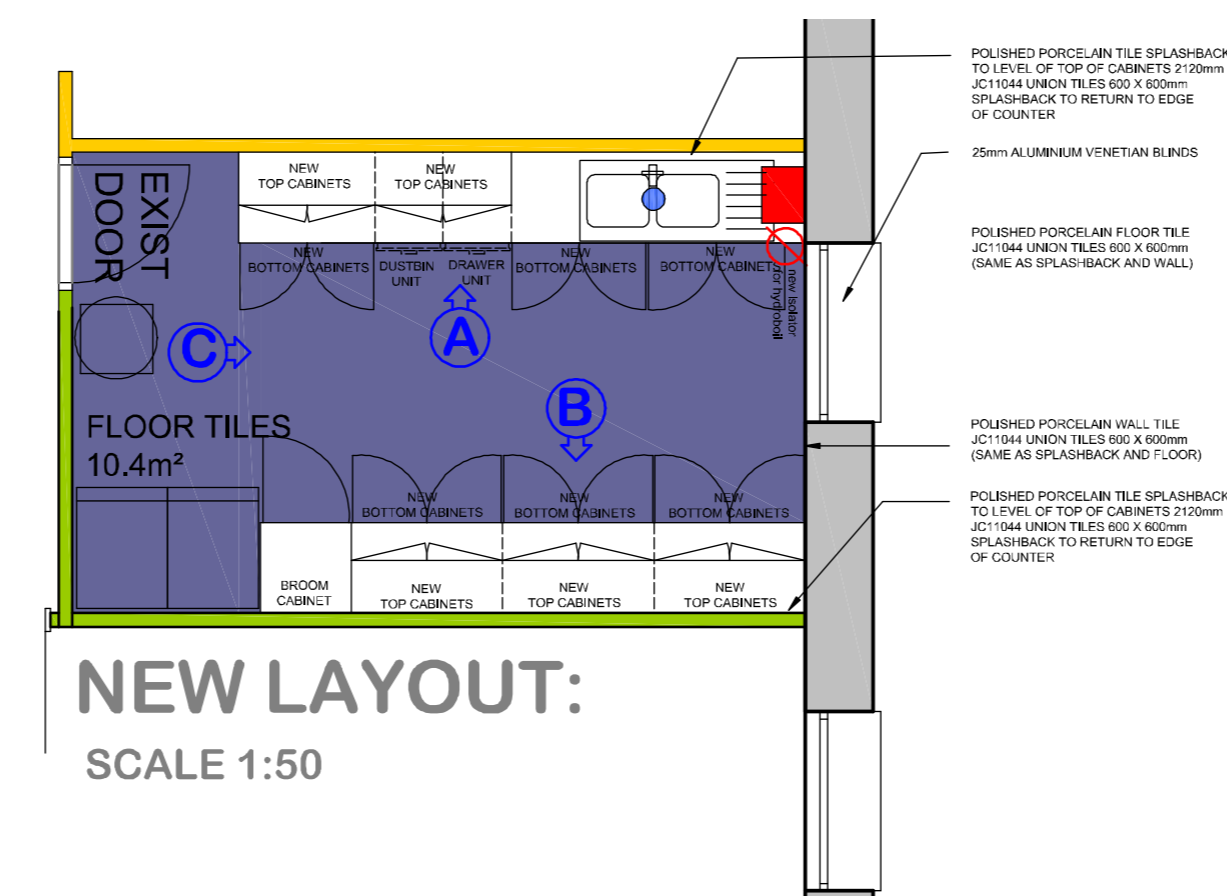 POLISHED PORCELAIN TILE SPLASHBACK
TO LEVEL OF TOP OF CABINETS 2120mm
JC11044 UNION TILES 600 X 600mm
SPLASHBACK TO RETURN TO EDGE
OF COUNTER
25mm ALUMINIUM VENETIAN BLINDS
POLISHED PORCELAIN FLOOR TILE
JC11044 UNION TILES 600 X 600mm
(SAME AS SPLASHBACK AND WALL)
POLISHED PORCELAIN WALL TILE
JC11044 UNION TILES 600 X 600mm
(SAME AS SPLASHBACK AND FLOOR)
POLISHED PORCELAIN TILE SPLASHBACK
TO LEVEL OF TOP OF CABINETS 2120mm
JC11044 UNION TILES 600 X 600mm
SPLASHBACK TO RETURN TO EDGE
OF COUNTER
EXIST
DOOR
NEW
TOP CABINETS
NEW
TOP CABINETS
NEW
BOTTOM CABINETS
DUSTBIN
UNIT
DRAWER
UNIT
NEW
BOTTOM CABINETS
NEW
BOTTOM CABINETS
new isolator
for hydroboil
C
A
B
FLOOR TILES
10.4m²
NEW
BOTTOM CABINETS
NEW
BOTTOM CABINETS
NEW
BOTTOM CABINETS
BROOM
CABINET
NEW
TOP CABINETS
NEW
TOP CABINETS
NEW
TOP CABINETS
NEW LAYOUT:
SCALE 1:50